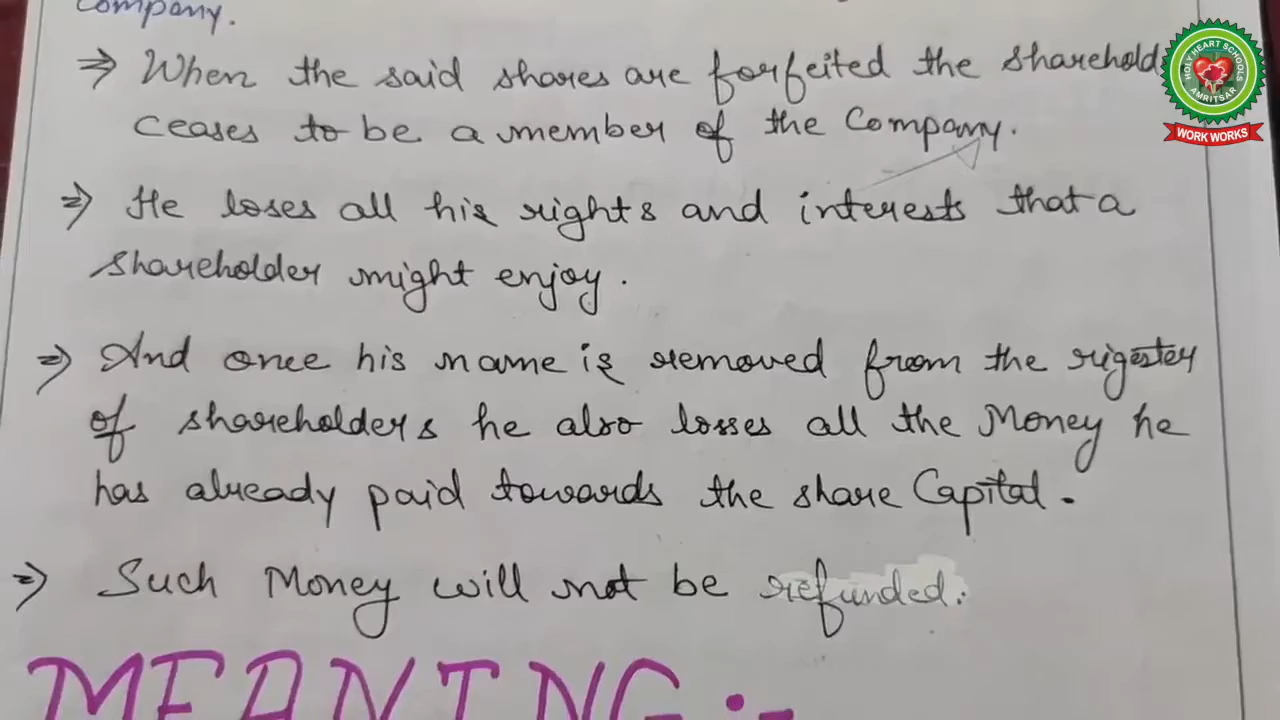 Company.
⇒ When the said shares are forfeited the sharehold
ceases to be a member of the Company.
⇒ He loses all his rights and interests that a
shareholder might enjoy.
⇒ And once his name is removed from the rigester
of shareholders he also losses all the Money he
has already paid towards the share Capital.
⇒ Such Money will not be refunded.
MEANING:-
HOLY HEART SCHOOLS
AMRITSAR
WORK WORKS